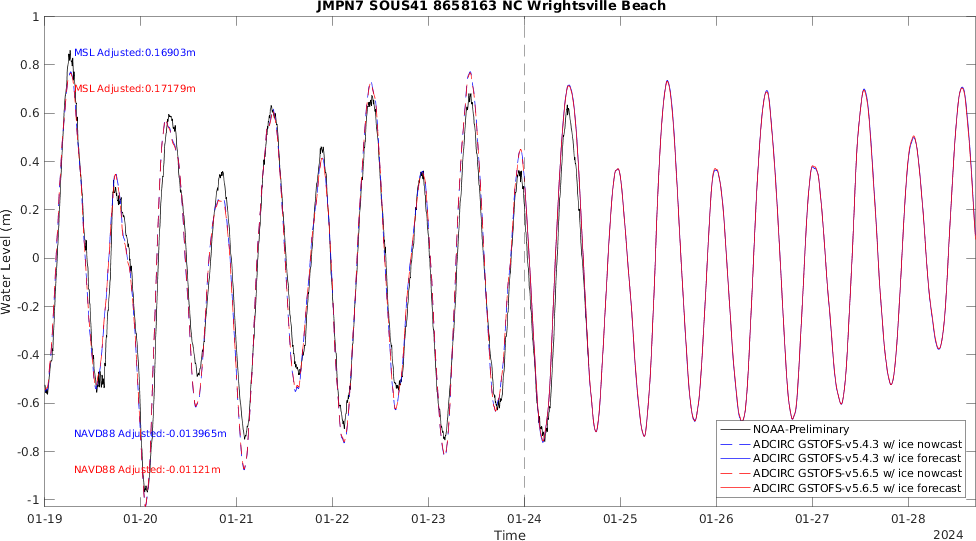 JMPN7 SOUS41 8658163 NC Wrightsville Beach
1
0.8
0.6
0.4
0.2
0
-0.2
-0.4
-0.6
-0.8
-1
Water Level (m)
MSL Adjusted:0.16903m
MSL Adjusted:0.17179m
NAVD88 Adjusted:-0.013965m
NAVD88 Adjusted:-0.01121m
NOAA-Preliminary
ADCIRC GSTOFS-v5.4.3 w/ ice nowcast
ADCIRC GSTOFS-v5.4.3 w/ ice forecast
ADCIRC GSTOFS-v5.6.5 w/ ice nowcast
ADCIRC GSTOFS-v5.6.5 w/ ice forecast
01-19 01-20 01-21 01-22 01-23 01-24 01-25 01-26 01-27 01-28
Time
2024